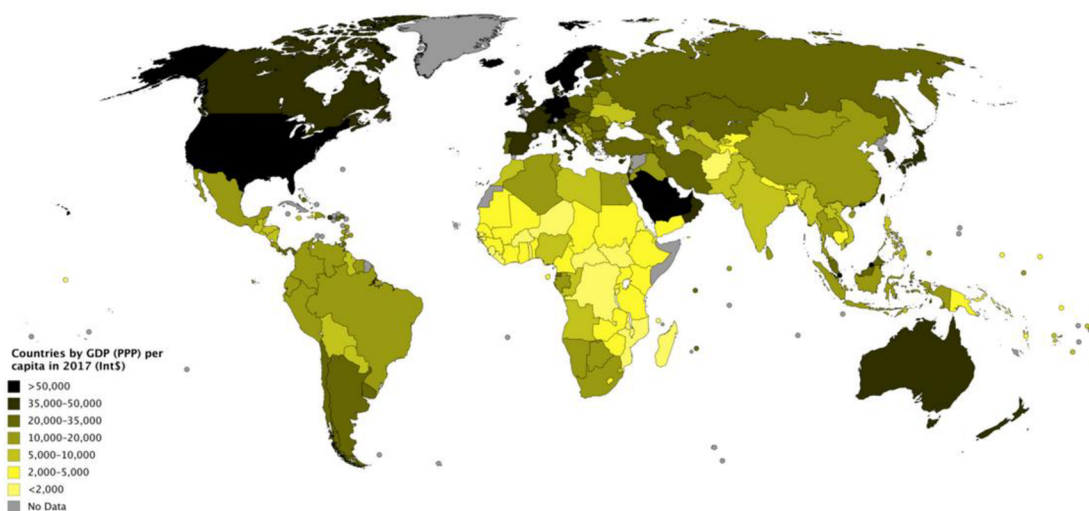 Countries by GDP (PPP) per
capita in 2017 (Int$)
>50,000
35,000–50,000
20,000–35,000
10,000–20,000
5,000–10,000
2,000–5,000
<2,000
No Data